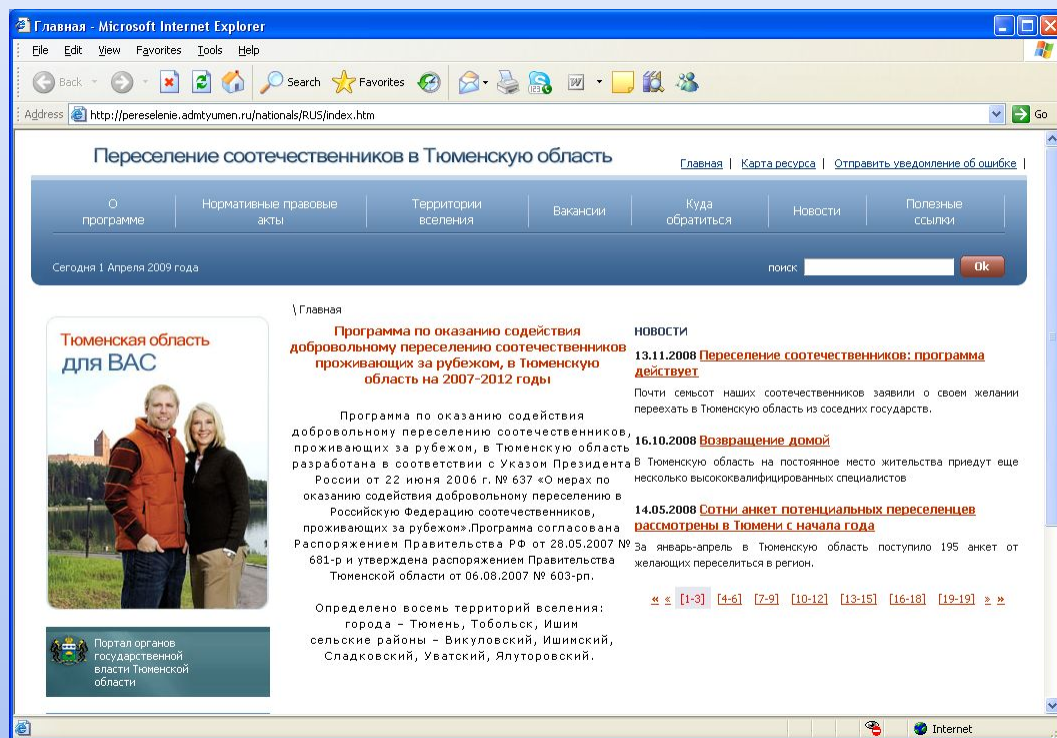 Главная - Microsoft Internet Explorer
File Edit View Favorites Tools Help
Back Search Favorites
Address http://pereselenie.admtyumen.ru/nationals/RUS/index.htm Go
Переселение соотечественников в Тюменскую область
Главная | Карта ресурса | Отправить уведомление об ошибке |
О
программе
Нормативные правовые
акты
Территории
вселения
Вакансии
Куда
обратиться
Новости
Полезные
ссылки
Сегодня 1 Апреля 2009 года
поиск Ok
Тюменская область
для ВАС
Портал органов
государственной
власти Тюменской
области
\ Главная
Программа по оказанию содействия
добровольному переселению соотечественников
проживающих за рубежом, в Тюменскую
область на 2007-2012 годы
Программа по оказанию содействия
добровольному переселению соотечественников,
проживающих за рубежом, в Тюменскую область
разработана в соответствии с Указом Президента
России от 22 июня 2006 г. № 637 «О мерах по
оказанию содействия добровольному переселению в
Российскую Федерацию соотечественников,
проживающих за рубежом».Программа согласована
Распоряжением Правительства РФ от 28.05.2007 №
681-р и утверждена распоряжением Правительства
Тюменской области от 06.08.2007 № 603-рп.
Определено восемь территорий вселения:
города – Тюмень, Тобольск, Ишим
сельские районы – Викуловский, Ишимский,
Сладковский, Уватский, Ялуторовский.
НОВОСТИ
13.11.2008 Переселение соотечественников: программа
действует
Почти семьсот наших соотечественников заявили о своем желании
переехать в Тюменскую область из соседних государств.
16.10.2008 Возвращение домой
В Тюменскую область на постоянное место жительства приедут еще
несколько высококвалифицированных специалистов
14.05.2008 Сотни анкет потенциальных переселенцев
рассмотрены в Тюмени с начала года
За январь-апрель в Тюменскую область поступило 195 анкет от
желающих переселиться в регион.
« « [1-3] [4-6] [7-9] [10-12] [13-15] [16-18] [19-19] » »
Internet